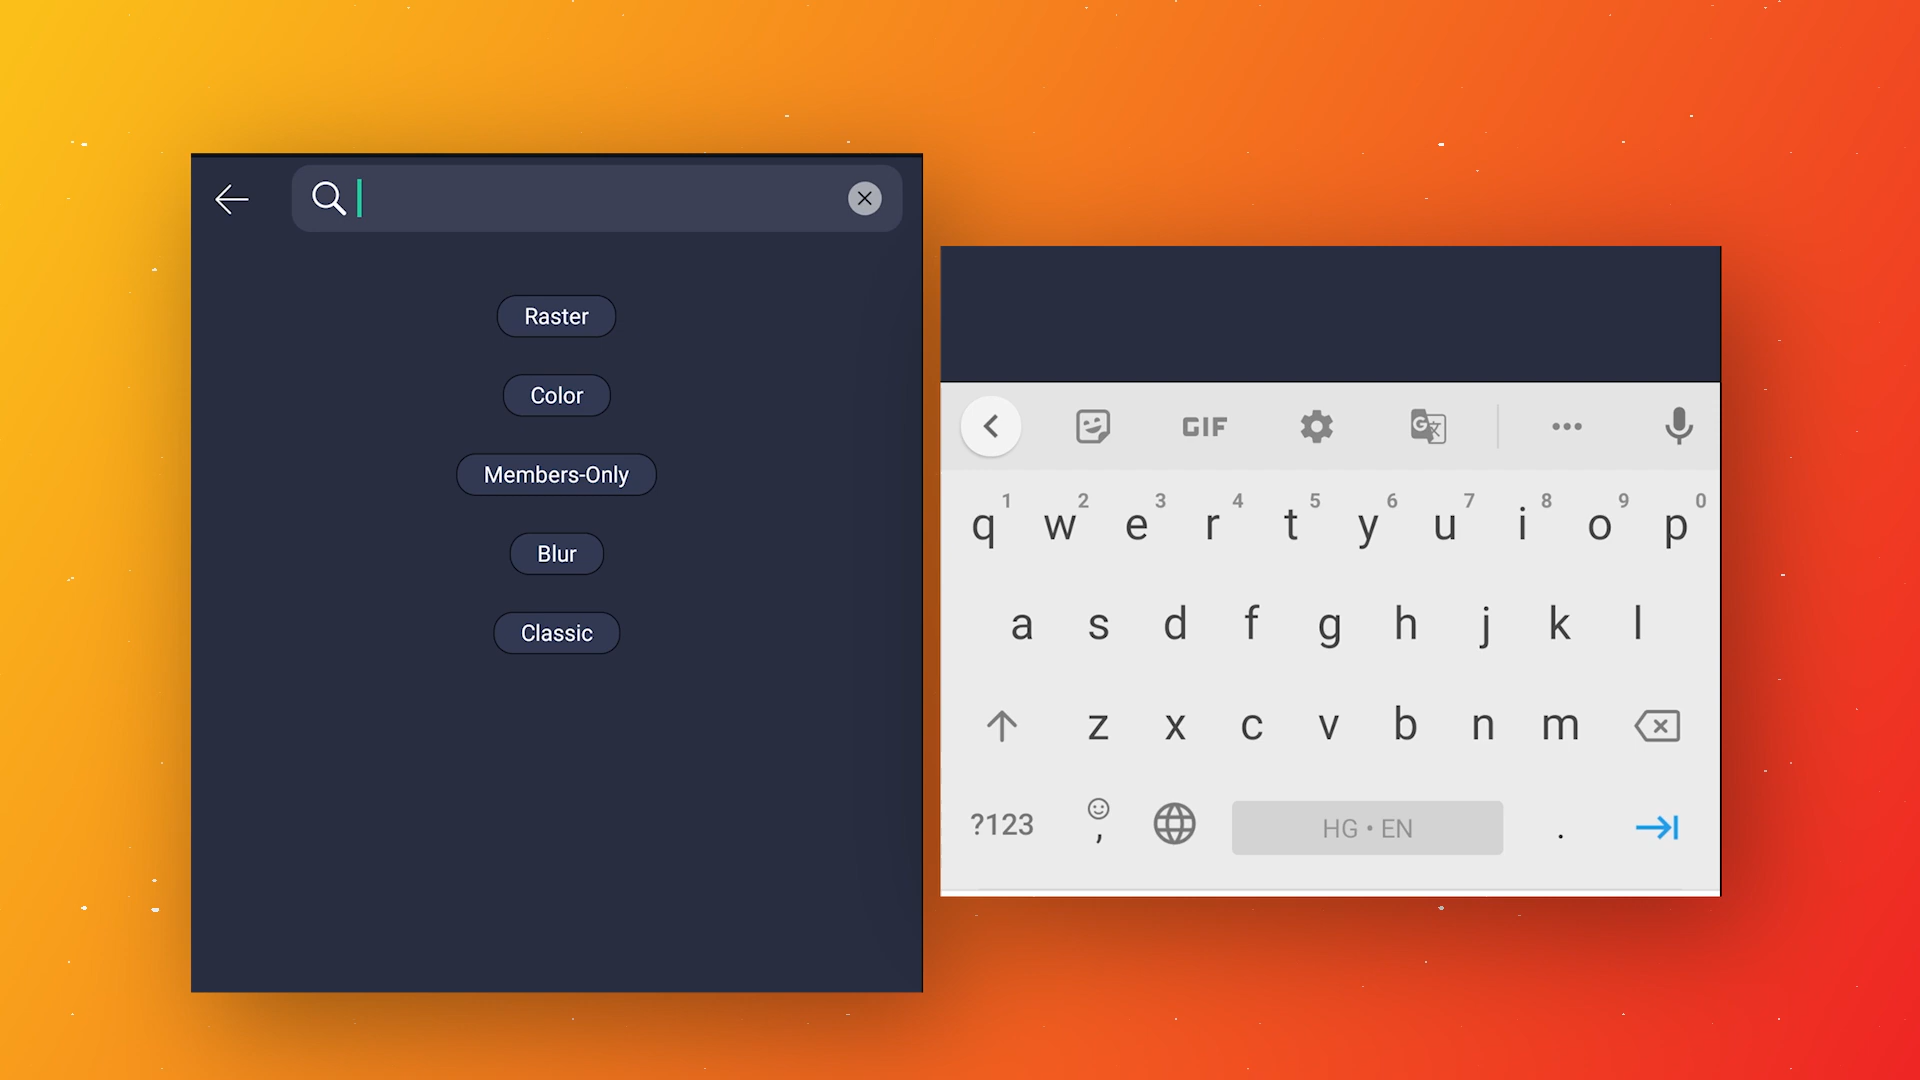 Raster
Color
Members-Only
Blur
Classic
GIF
G
1 2 3 4 5 6 7 8 9 0
q w e r t y u i o p
a s d f g h j k l
z x c v b n m
?123 , HG • EN .